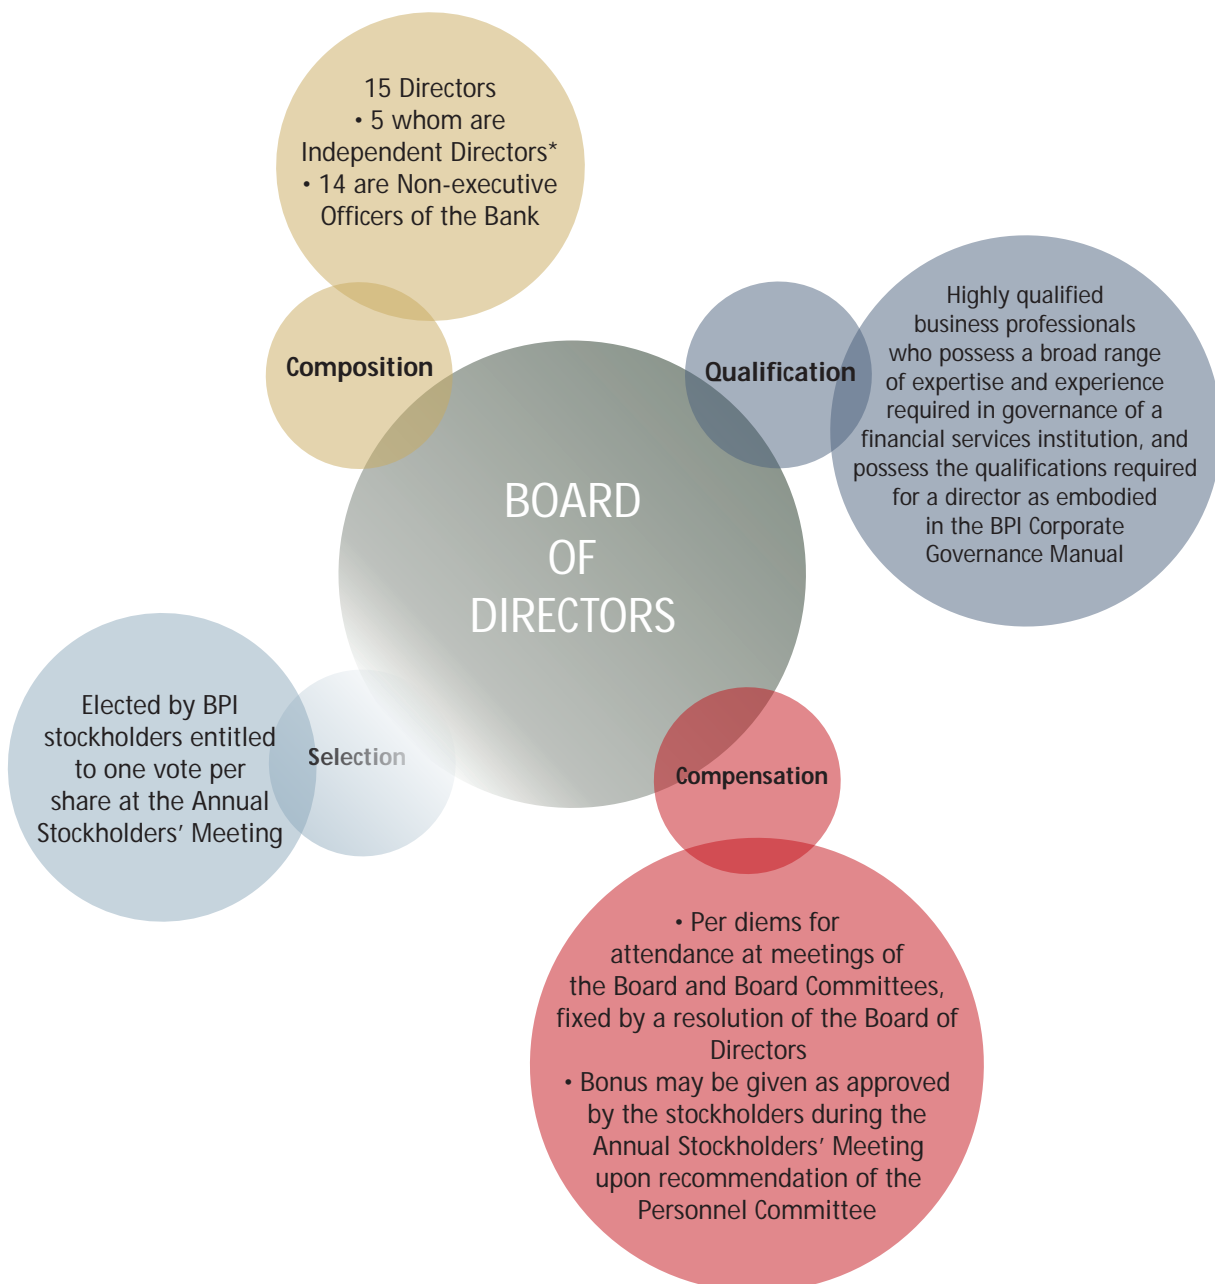 15 Directors
• 5 whom are
Independent Directors*
• 14 are Non-executive
Officers of the Bank
Composition
Qualification
Highly qualified
business professionals
who possess a broad range
of expertise and experience
required in governance of a
financial services institution, and
possess the qualifications required
for a director as embodied
in the BPI Corporate
Governance Manual
BOARD
OF
DIRECTORS
Elected by BPI
stockholders entitled
to one vote per
share at the Annual
Stockholders’ Meeting
Selection
Compensation
• Per diems for
attendance at meetings of
the Board and Board Committees,
fixed by a resolution of the Board of
Directors
• Bonus may be given as approved
by the stockholders during the
Annual Stockholders’ Meeting
upon recommendation of the
Personnel Committee